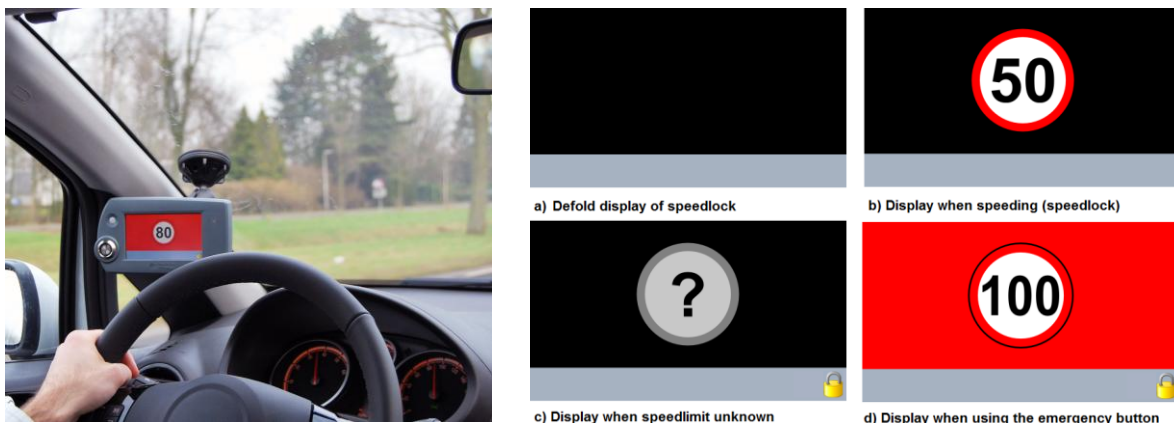 80
50
a) Defold display of speedlock
b) Display when speeding (speedlock)
?
100
c) Display when speedlimit unknown
d) Display when using the emergency button